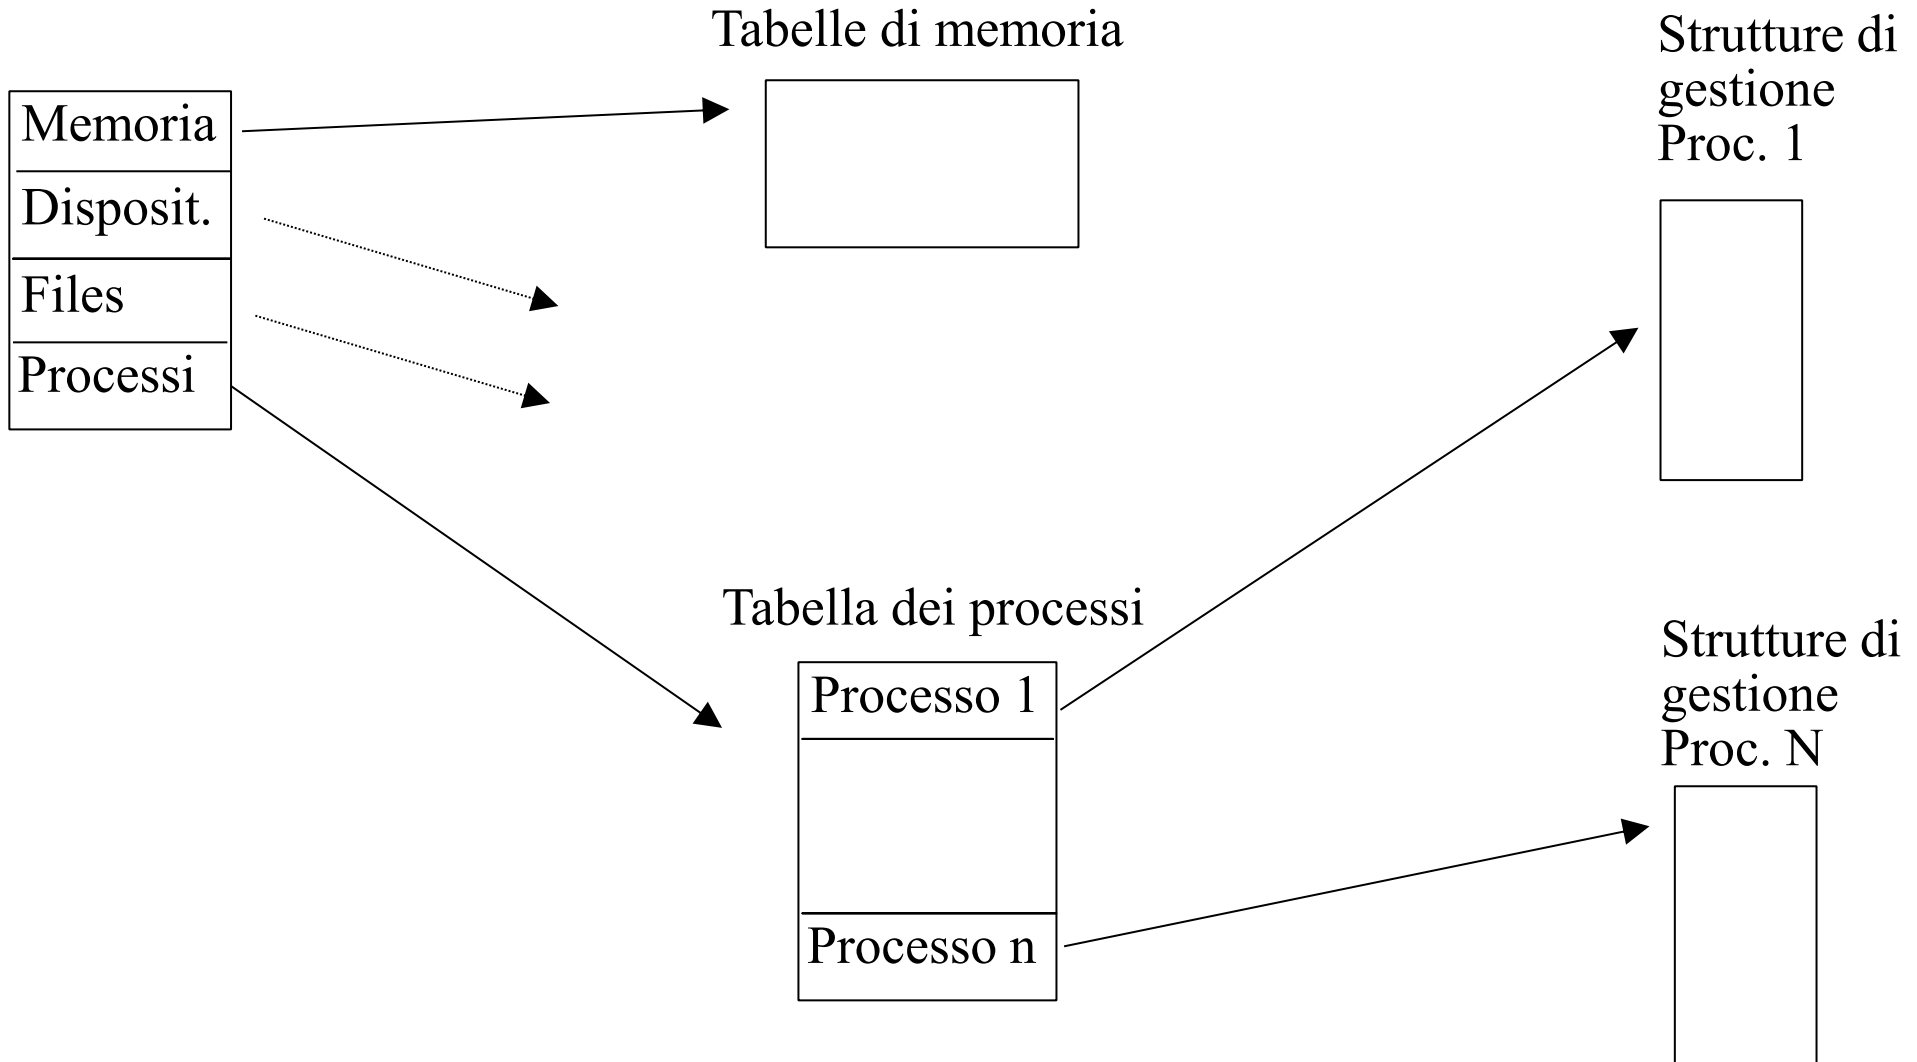 Tabelle di memoria
Strutture di
gestione
Proc. 1
Memoria
Disposit.
Files
Processi
Tabella dei processi
Processo 1
Processo n
Strutture di
gestione
Proc. N